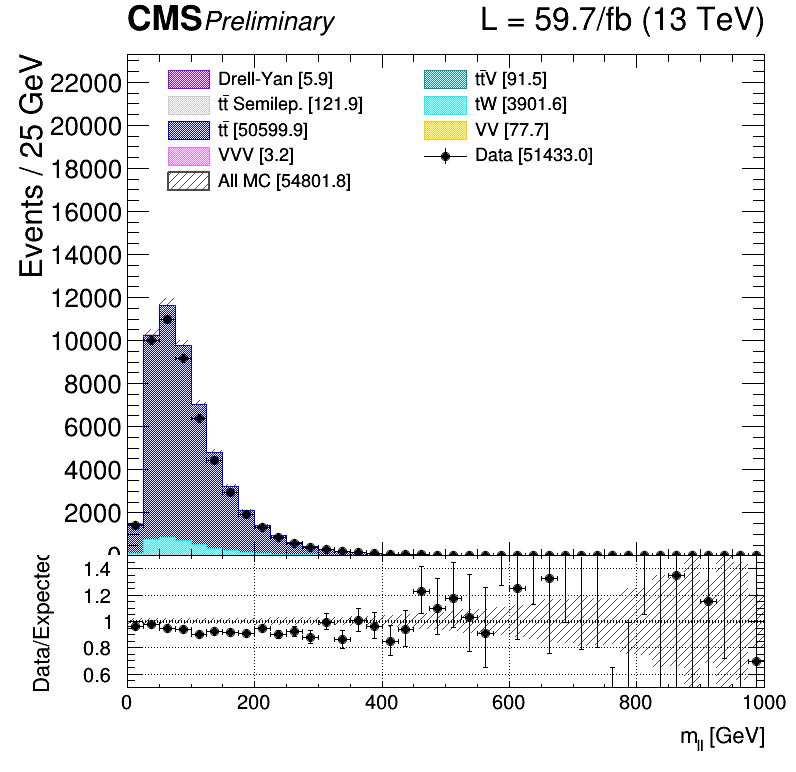 CMS Preliminary L = 59.7/fb (13 TeV)
Events / 25 GeV
22000
20000
18000
16000
14000
12000
10000
8000
6000
4000
2000
0
Drell-Yan [5.9]
tt̄ Semilep. [121.9]
tt̄ [50599.9]
VVV [3.2]
All MC [54801.8]
tt̄V [91.5]
tW [3901.6]
VV [77.7]
Data [51433.0]
Data/Expected
1.4
1.2
1
0.8
0.6
0 200 400 600 800 1000
m_ll [GeV]